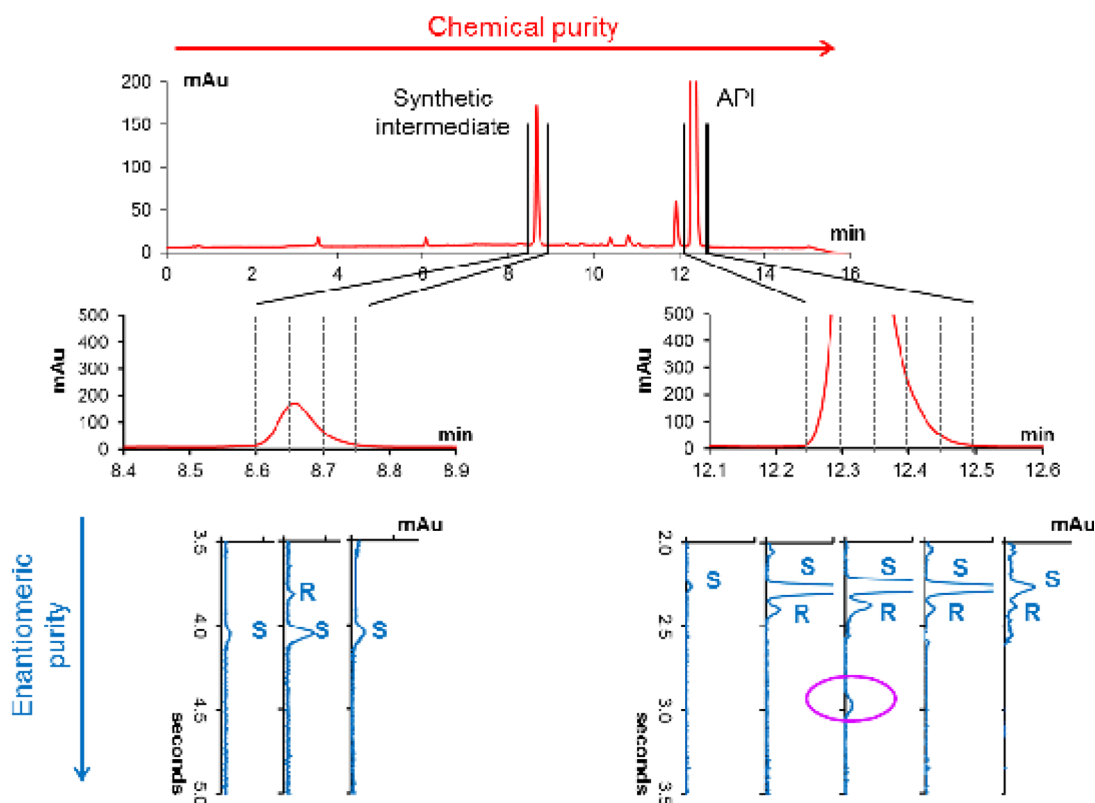 Chemical purity
mAu
200
150
100
50
0
Synthetic
intermediate
API
min
0 2 4 6 8 10 12 14 16
500
400
300
200
100
0
mAu
min
8.4 8.5 8.6 8.7 8.8 8.9
500
400
300
200
100
0
mAu
min
12.1 12.2 12.3 12.4 12.5 12.6
Enantiomeric
purity
mAu
3.5
4.0
4.5
5.0
seconds
S
R
S
S
mAu
2.0
2.5
3.0
3.5
seconds
S
S
R
S
R
S
R
S
R